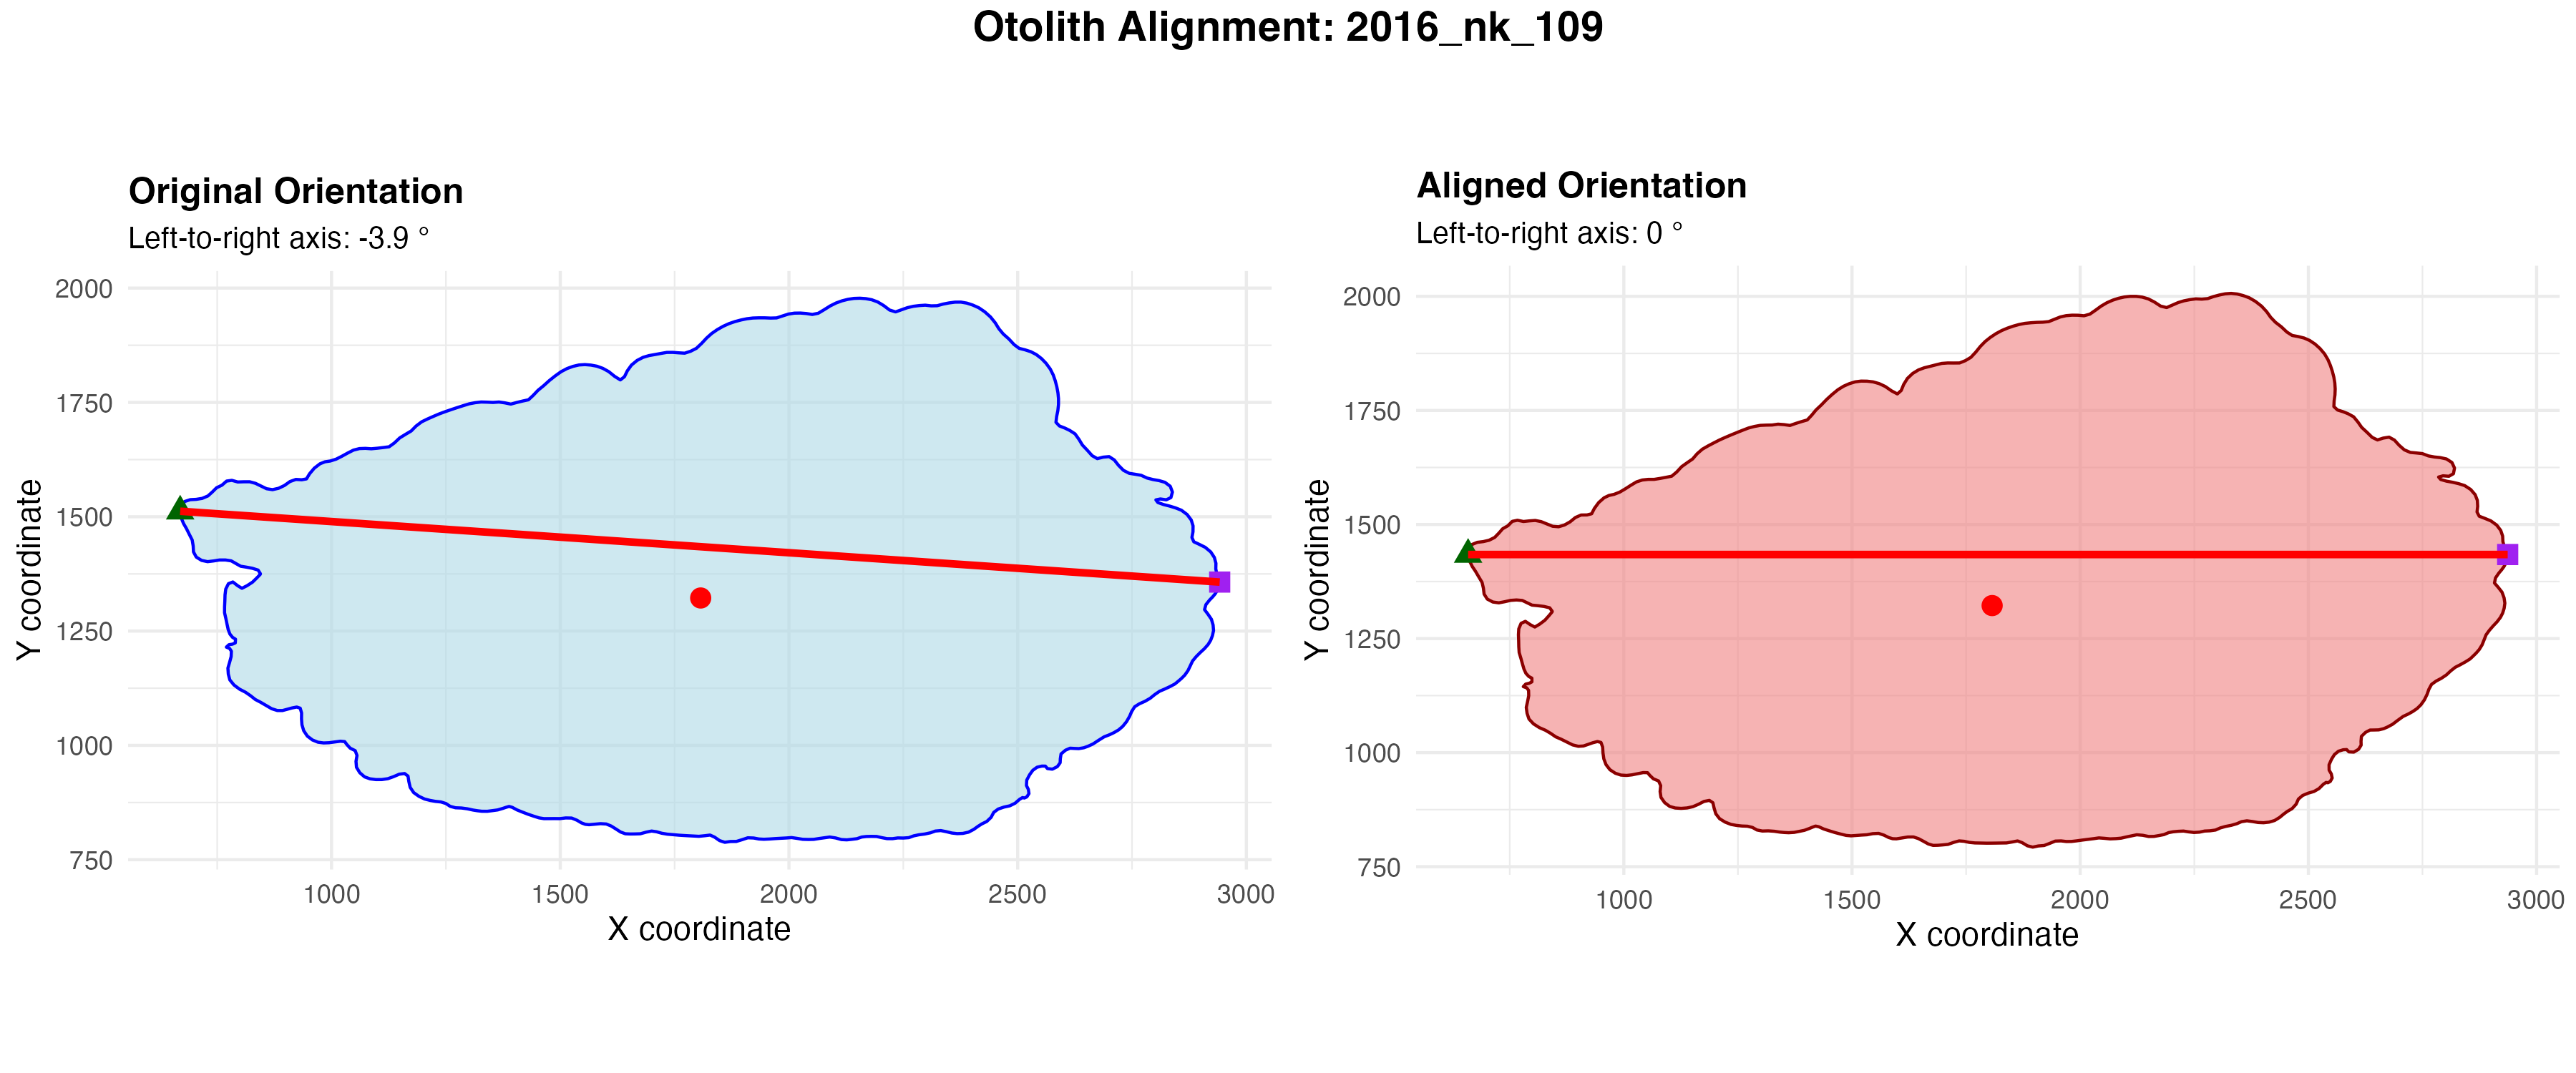 Otolith Alignment: 2016_nk_109
Original Orientation
Left-to-right axis: -3.9 °
2000
1750
1500
1250
1000
750
Y coordinate
1000 1500 2000 2500 3000
X coordinate
Aligned Orientation
Left-to-right axis: 0 °
2000
1750
1500
1250
1000
750
Y coordinate
1000 1500 2000 2500 3000
X coordinate